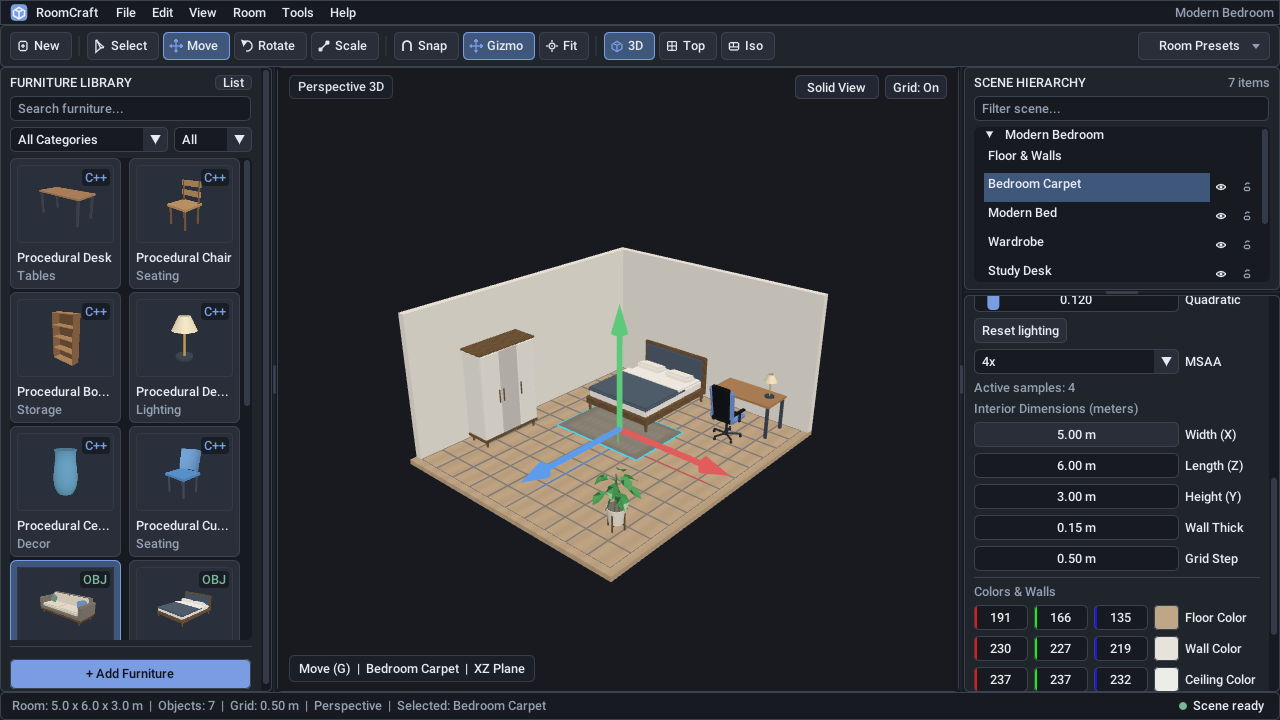 RoomCraft File Edit View Room Tools Help Modern Bedroom
New Select Move Rotate Scale Snap Gizmo Fit 3D Top Iso Room Presets
FURNITURE LIBRARY List
Search furniture...
All Categories All
C++ C++
Procedural Desk Procedural Chair
Tables Seating
C++ C++
Procedural Bo... Procedural De...
Storage Lighting
C++ C++
Procedural Ce... Procedural Cu...
Decor Seating
OBJ OBJ
+ Add Furniture
Perspective 3D Solid View Grid: On
Move (G) | Bedroom Carpet | XZ Plane
SCENE HIERARCHY 7 items
Filter scene...
Modern Bedroom
Floor & Walls
Bedroom Carpet
Modern Bed
Wardrobe
Study Desk
0.120 Quadratic
Reset lighting
4x MSAA
Active samples: 4
Interior Dimensions (meters)
5.00 m Width (X)
6.00 m Length (Z)
3.00 m Height (Y)
0.15 m Wall Thick
0.50 m Grid Step
Colors & Walls
191 166 135 Floor Color
230 227 219 Wall Color
237 237 232 Ceiling Color
Room: 5.0 x 6.0 x 3.0 m | Objects: 7 | Grid: 0.50 m | Perspective | Selected: Bedroom Carpet Scene ready